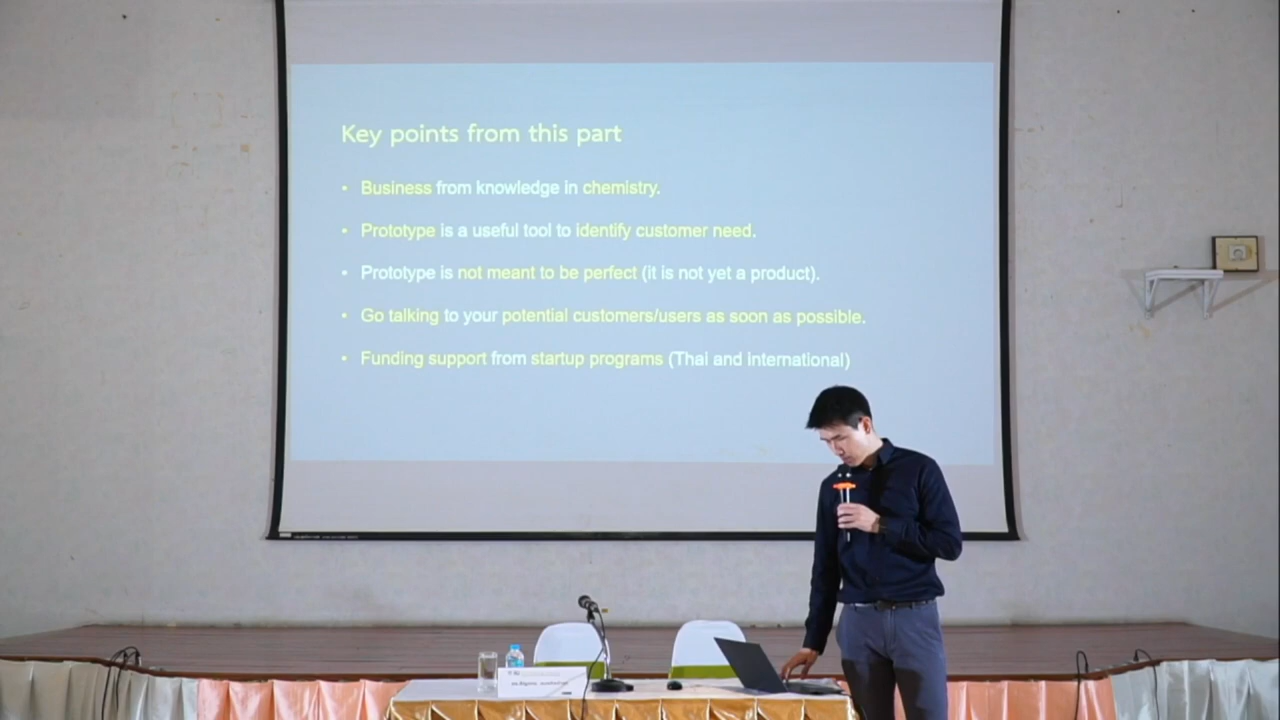 Key points from this part
• Business from knowledge in chemistry.
• Prototype is a useful tool to identify customer need.
• Prototype is not meant to be perfect (it is not yet a product).
• Go talking to your potential customers/users as soon as possible.
• Funding support from startup programs (Thai and international)